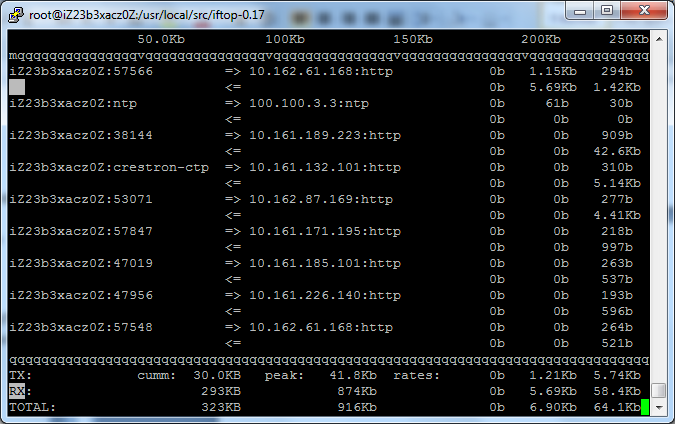 root@iZ23b3xacz0Z:/usr/local/src/iftop-0.17
50.0Kb 100Kb 150Kb 200Kb 250Kb
mqqqqqqqqqqqqqqqvqqqqqqqqqqqqqqqvqqqqqqqqqqqqqqqvqqqqqqqqqqqqqqqvqqqqqqqqqqqqqqq
iZ23b3xacz0Z:57566 => 10.162.61.168:http 0b 1.15Kb 294b
<= 0b 5.69Kb 1.42Kb
iZ23b3xacz0Z:ntp => 100.100.3.3:ntp 0b 61b 30b
<= 0b 0b 0b
iZ23b3xacz0Z:38144 => 10.161.189.223:http 0b 0b 909b
<= 0b 0b 42.6Kb
iZ23b3xacz0Z:crestron-ctp => 10.161.132.101:http 0b 0b 310b
<= 0b 0b 5.14Kb
iZ23b3xacz0Z:53071 => 10.162.87.169:http 0b 0b 277b
<= 0b 0b 4.41Kb
iZ23b3xacz0Z:57847 => 10.161.171.195:http 0b 0b 218b
<= 0b 0b 997b
iZ23b3xacz0Z:47019 => 10.161.185.101:http 0b 0b 263b
<= 0b 0b 537b
iZ23b3xacz0Z:47956 => 10.161.226.140:http 0b 0b 193b
<= 0b 0b 596b
iZ23b3xacz0Z:57548 => 10.162.61.168:http 0b 0b 264b
<= 0b 0b 521b
qqqqqqqqqqqqqqqqqqqqqqqqqqqqqqqqqqqqqqqqqqqqqqqqqqqqqqqqqqqqqqqqqqqqqqqqqqqqqqqq
TX: cumm: 30.0KB peak: 41.8Kb rates: 0b 1.21Kb 5.74Kb
RX: 293KB 874Kb 0b 5.69Kb 58.4Kb
TOTAL: 323KB 916Kb 0b 6.90Kb 64.1Kb